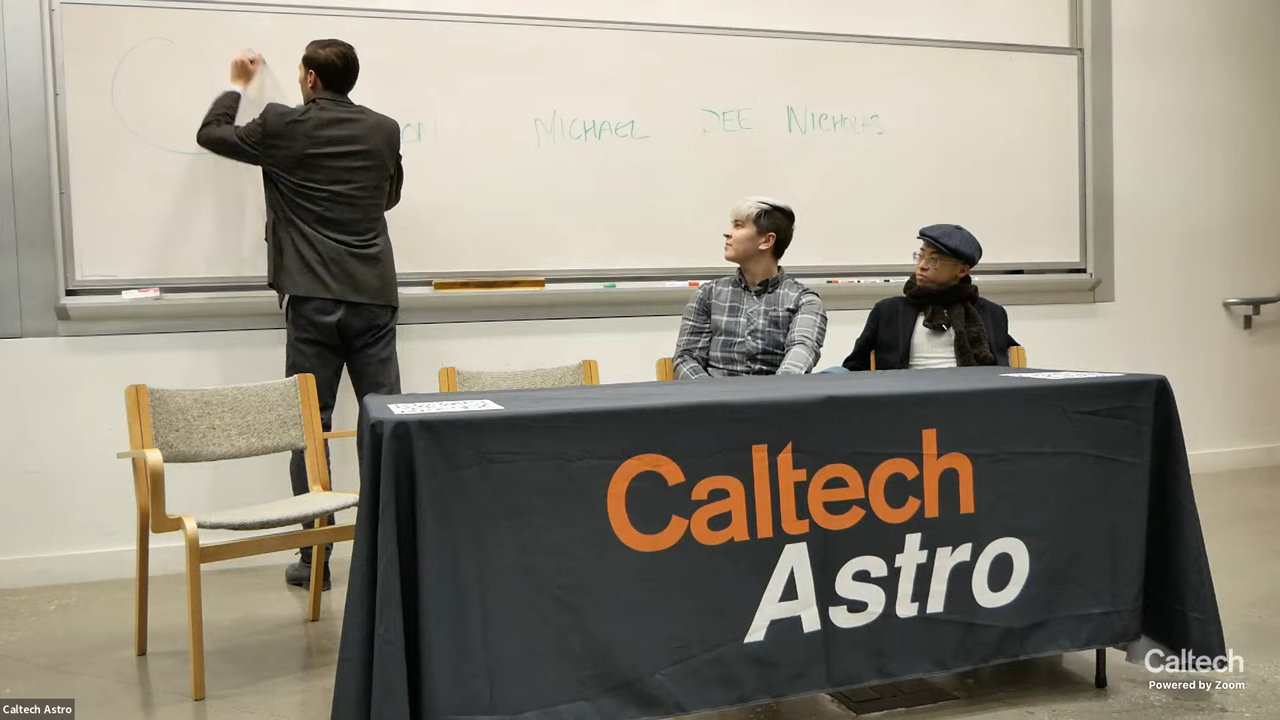 MICHAEL DEE NICHOLAS
Caltech
Astro
Caltech
Powered by Zoom
Caltech Astro